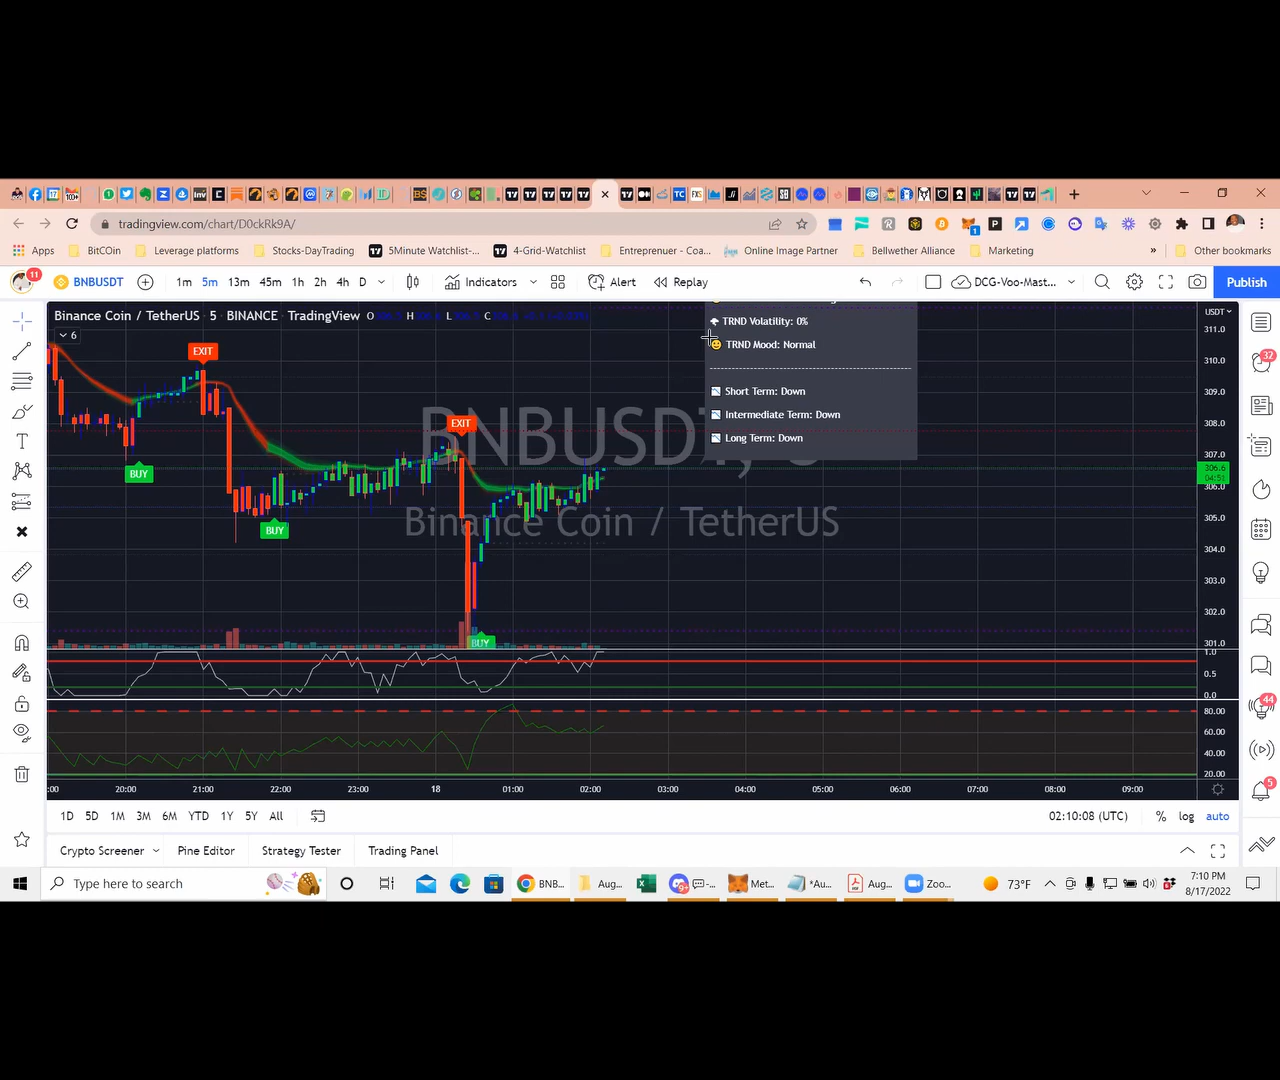 tradingview.com/chart/D0ckRk9A/
Apps BitCOin Leverage platforms Stocks-DayTrading 5Minute Watchlist-... 4-Grid-Watchlist Entreprenuer - Coa... Online Image Partner Bellwether Alliance Marketing » Other bookmarks
11 BNBUSDT 1m 5m 13m 45m 1h 2h 4h D Indicators Alert Replay DCG-Voo-Mast... Publish
Binance Coin / TetherUS · 5 · BINANCE · TradingView O H L C
6
USDT
TRND Volatility: 0%
TRND Mood: Normal
Short Term: Down
Intermediate Term: Down
Long Term: Down
EXIT
EXIT
BUY
BUY
BUY
BNBUSDT,
Binance Coin / TetherUS
311.0
310.0
309.0
308.0
307.0
306.6
04:51
306.0
305.0
304.0
303.0
302.0
301.0
1.0
0.5
0.0
80.00
60.00
40.00
20.00
32
44
5
:00 20:00 21:00 22:00 23:00 18 01:00 02:00 03:00 04:00 05:00 06:00 07:00 08:00 09:00
1D 5D 1M 3M 6M YTD 1Y 5Y All 02:10:08 (UTC) % log auto
Crypto Screener Pine Editor Strategy Tester Trading Panel
Type here to search BNB... Aug... Met... *Au... Aug... Zoo... 73°F 7:10 PM
8/17/2022